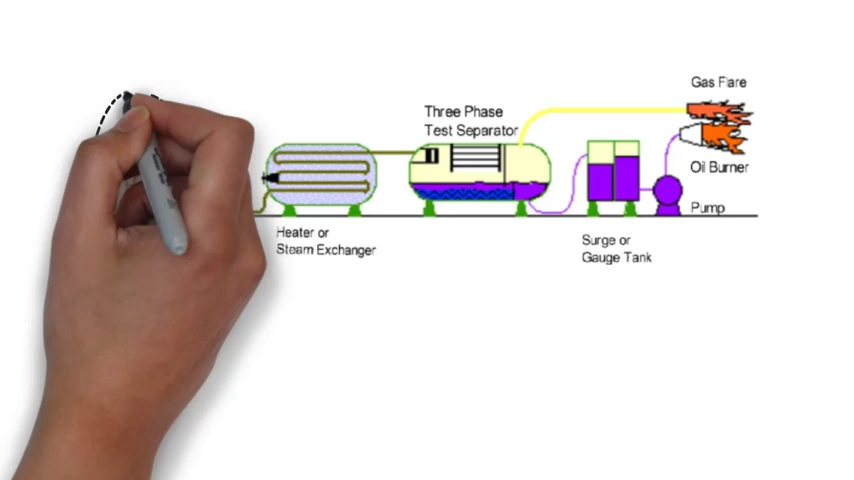 Gas Flare
Three Phase
Test Separator
Oil Burner
Pump
Heater or
Steam Exchanger
Surge or
Gauge Tank